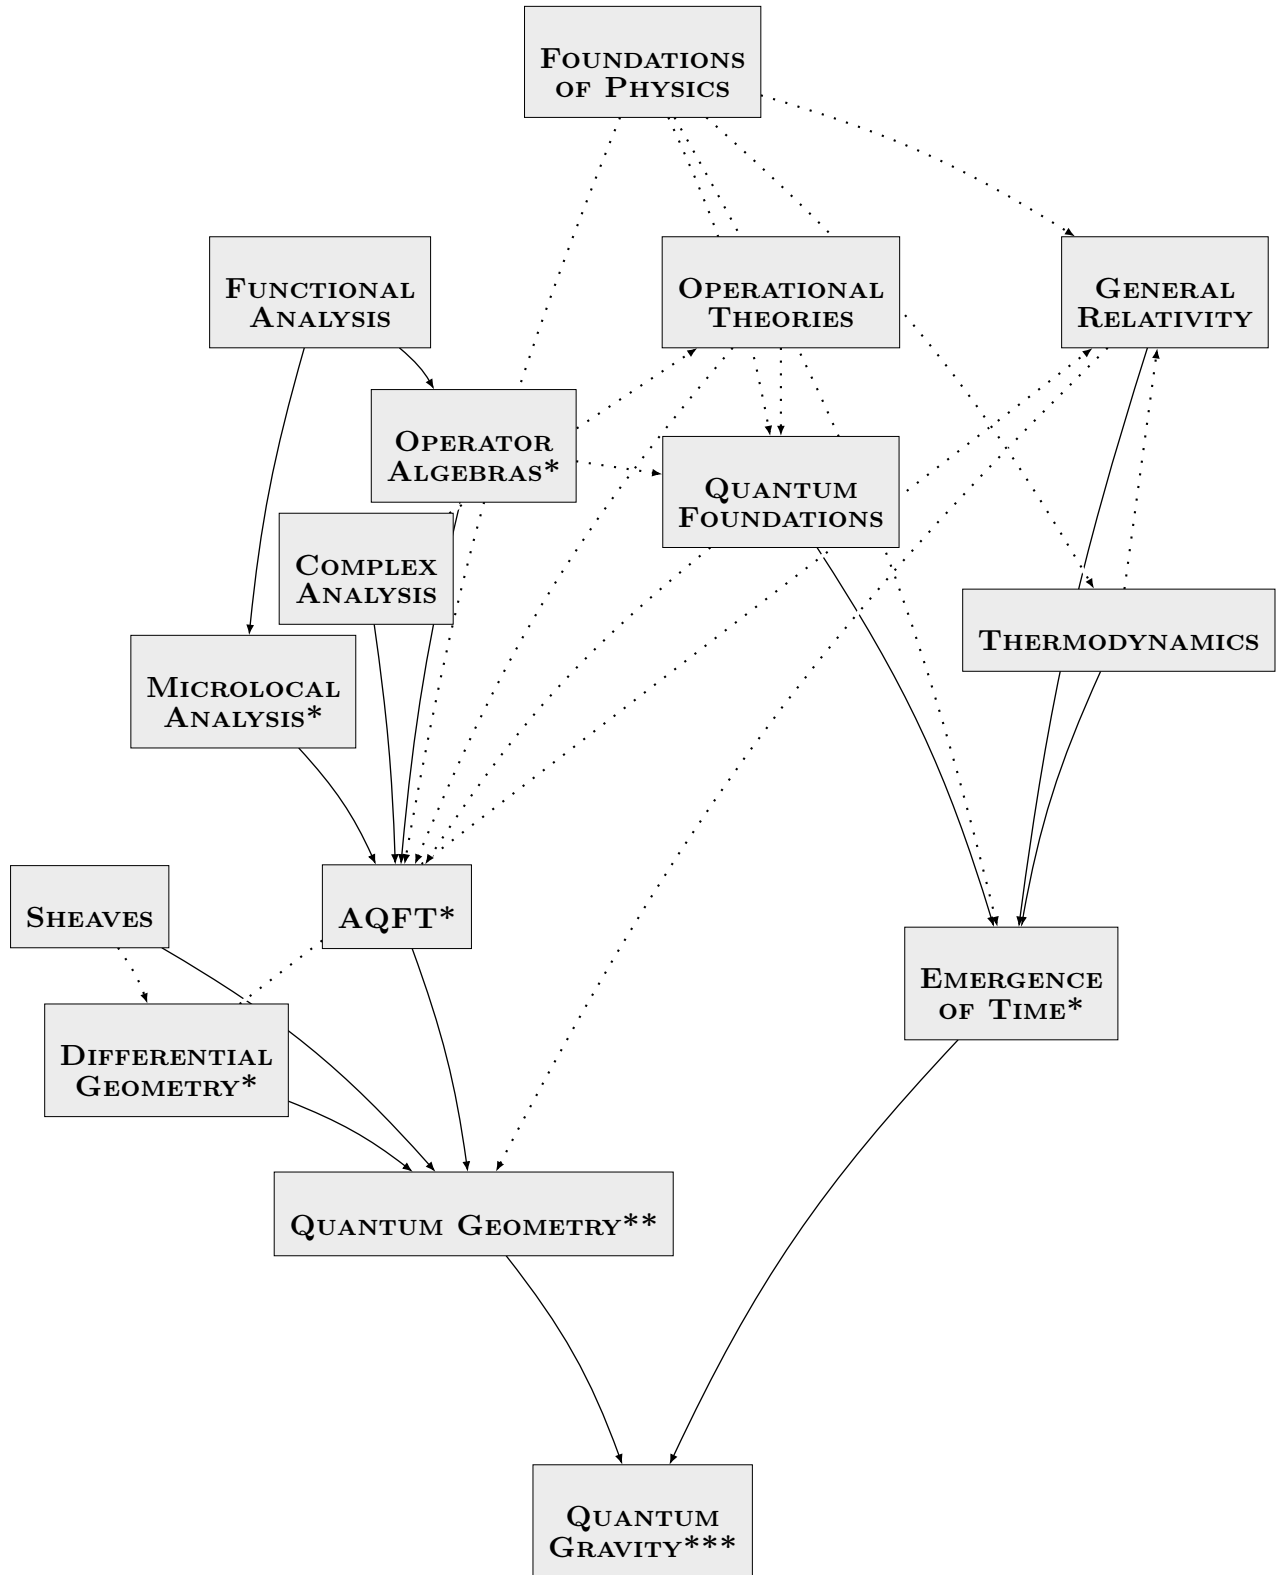 Foundations
of Physics
Functional
Analysis
Operational
Theories
General
Relativity
Operator
Algebras*
Quantum
Foundations
Complex
Analysis
Thermodynamics
Microlocal
Analysis*
Sheaves
AQFT*
Emergence
of Time*
Differential
Geometry*
Quantum Geometry**
Quantum
Gravity***